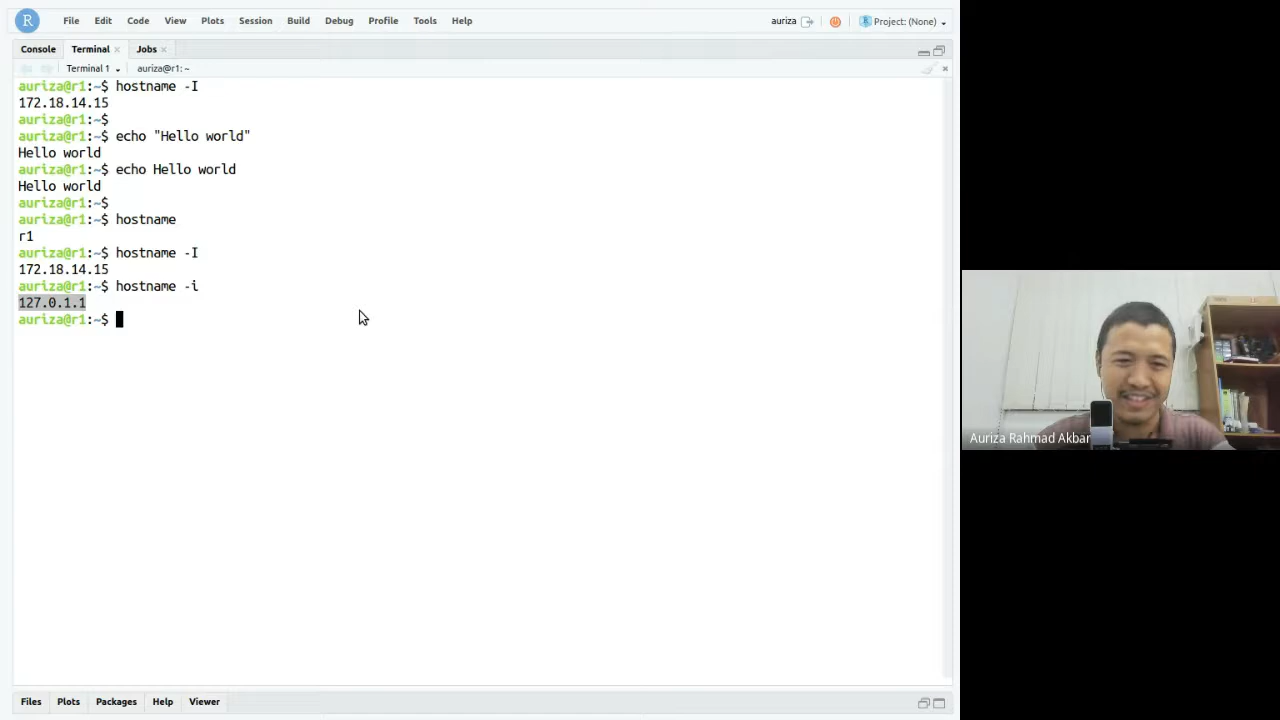 R File Edit Code View Plots Session Build Debug Profile Tools Help auriza Project: (None)
Console Terminal Jobs
Terminal 1 auriza@r1: ~
auriza@r1:~$ hostname -I
172.18.14.15
auriza@r1:~$
auriza@r1:~$ echo "Hello world"
Hello world
auriza@r1:~$ echo Hello world
Hello world
auriza@r1:~$
auriza@r1:~$ hostname
r1
auriza@r1:~$ hostname -I
172.18.14.15
auriza@r1:~$ hostname -i
127.0.1.1
auriza@r1:~$
Auriza Rahmad Akbar
Files Plots Packages Help Viewer